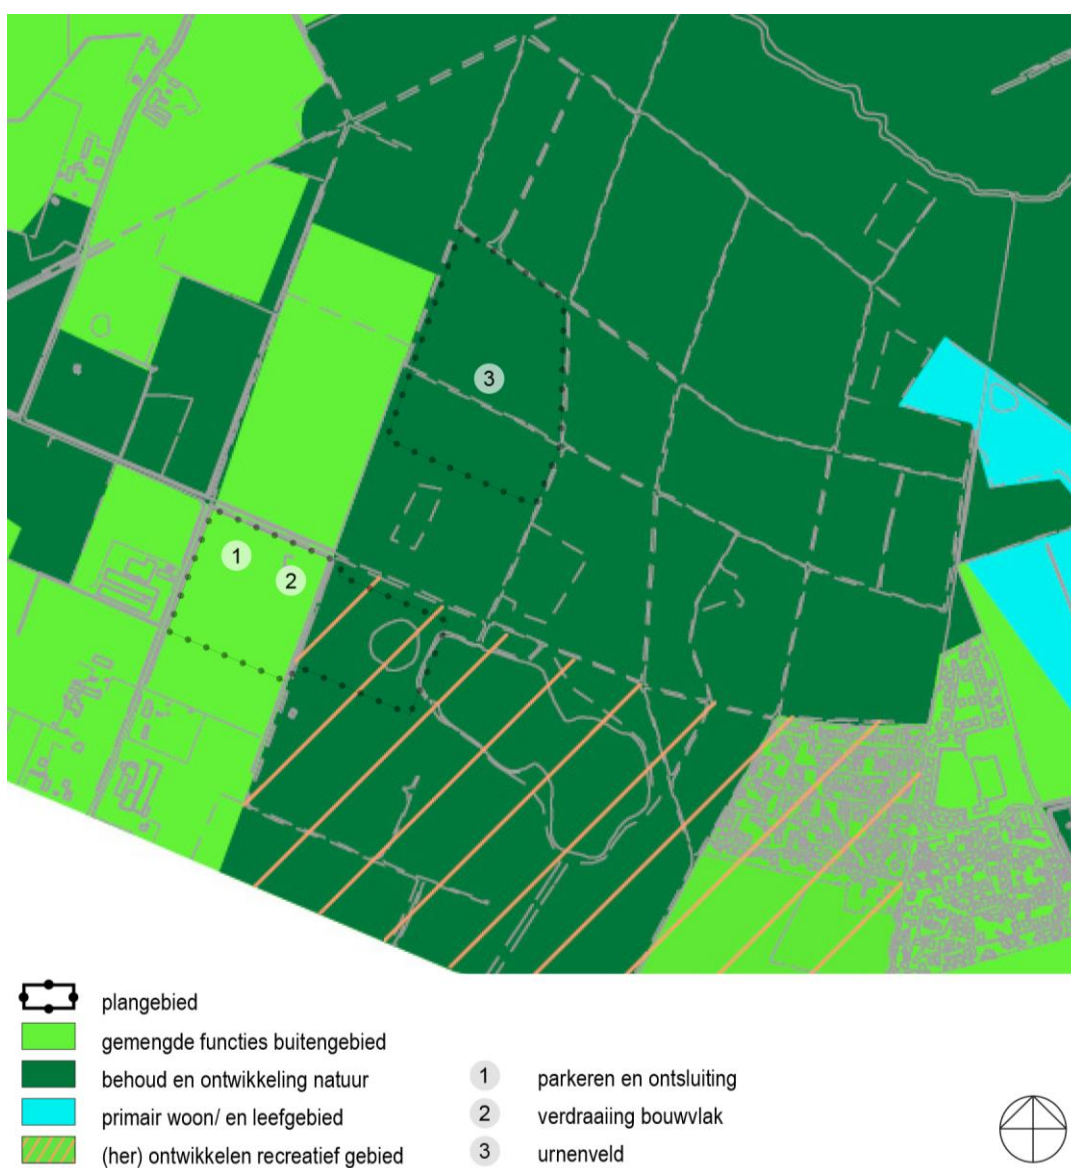 3
1
2
plangebied
gemengde functies buitengebied
behoud en ontwikkeling natuur
primair woon/ en leefgebied
(her) ontwikkelen recreatief gebied
1 parkeren en ontsluiting
2 verdraaiing bouwvlak
3 urnenveld